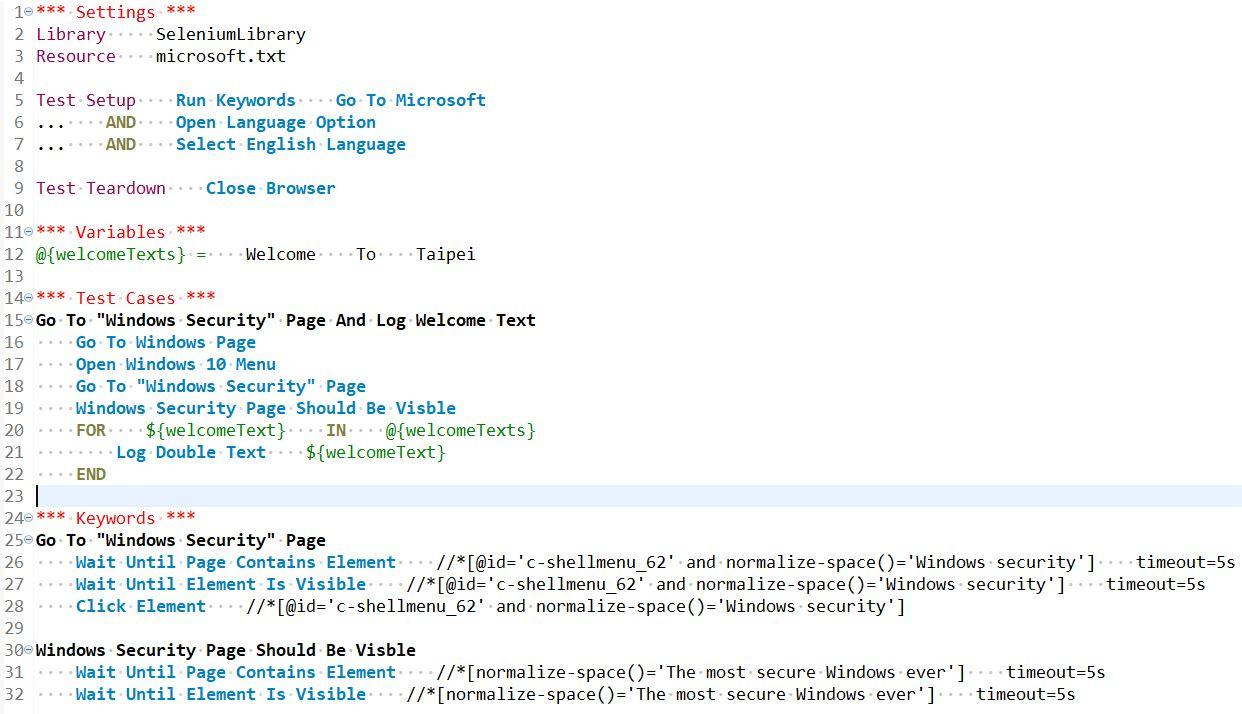 1 *** Settings ***
2 Library     SeleniumLibrary
3 Resource    microsoft.txt
4
5 Test Setup    Run Keywords    Go To Microsoft
6 ...    AND    Open Language Option
7 ...    AND    Select English Language
8
9 Test Teardown    Close Browser
10
11 *** Variables ***
12 @{welcomeTexts} =    Welcome    To    Taipei
13
14 *** Test Cases ***
15 Go To "Windows Security" Page And Log Welcome Text
16     Go To Windows Page
17     Open Windows 10 Menu
18     Go To "Windows Security" Page
19     Windows Security Page Should Be Visble
20     FOR    ${welcomeText}    IN    @{welcomeTexts}
21         Log Double Text    ${welcomeText}
22     END
23
24 *** Keywords ***
25 Go To "Windows Security" Page
26     Wait Until Page Contains Element    //*[@id='c-shellmenu_62' and normalize-space()='Windows security']    timeout=5s
27     Wait Until Element Is Visible    //*[@id='c-shellmenu_62' and normalize-space()='Windows security']    timeout=5s
28     Click Element    //*[@id='c-shellmenu_62' and normalize-space()='Windows security']
29
30 Windows Security Page Should Be Visble
31     Wait Until Page Contains Element    //*[normalize-space()='The most secure Windows ever']    timeout=5s
32     Wait Until Element Is Visible    //*[normalize-space()='The most secure Windows ever']    timeout=5s